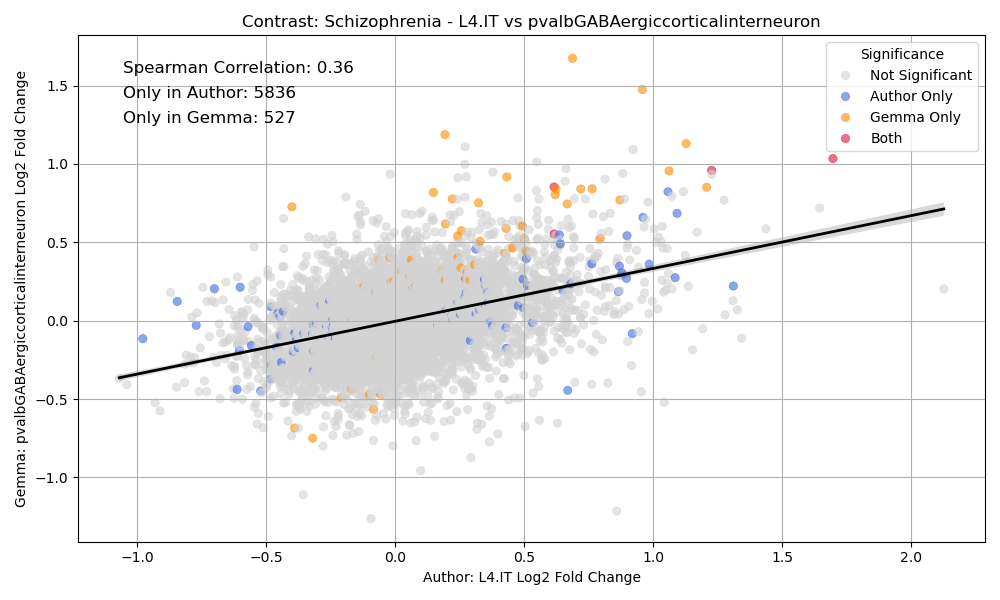 Contrast: Schizophrenia - L4.IT vs pvalbGABAergiccorticalinterneuron
Spearman Correlation: 0.36
Only in Author: 5836
Only in Gemma: 527
Significance
Not Significant
Author Only
Gemma Only
Both
Gemma: pvalbGABAergiccorticalinterneuron Log2 Fold Change
1.5
1.0
0.5
0.0
−0.5
−1.0
−1.0 −0.5 0.0 0.5 1.0 1.5 2.0
Author: L4.IT Log2 Fold Change